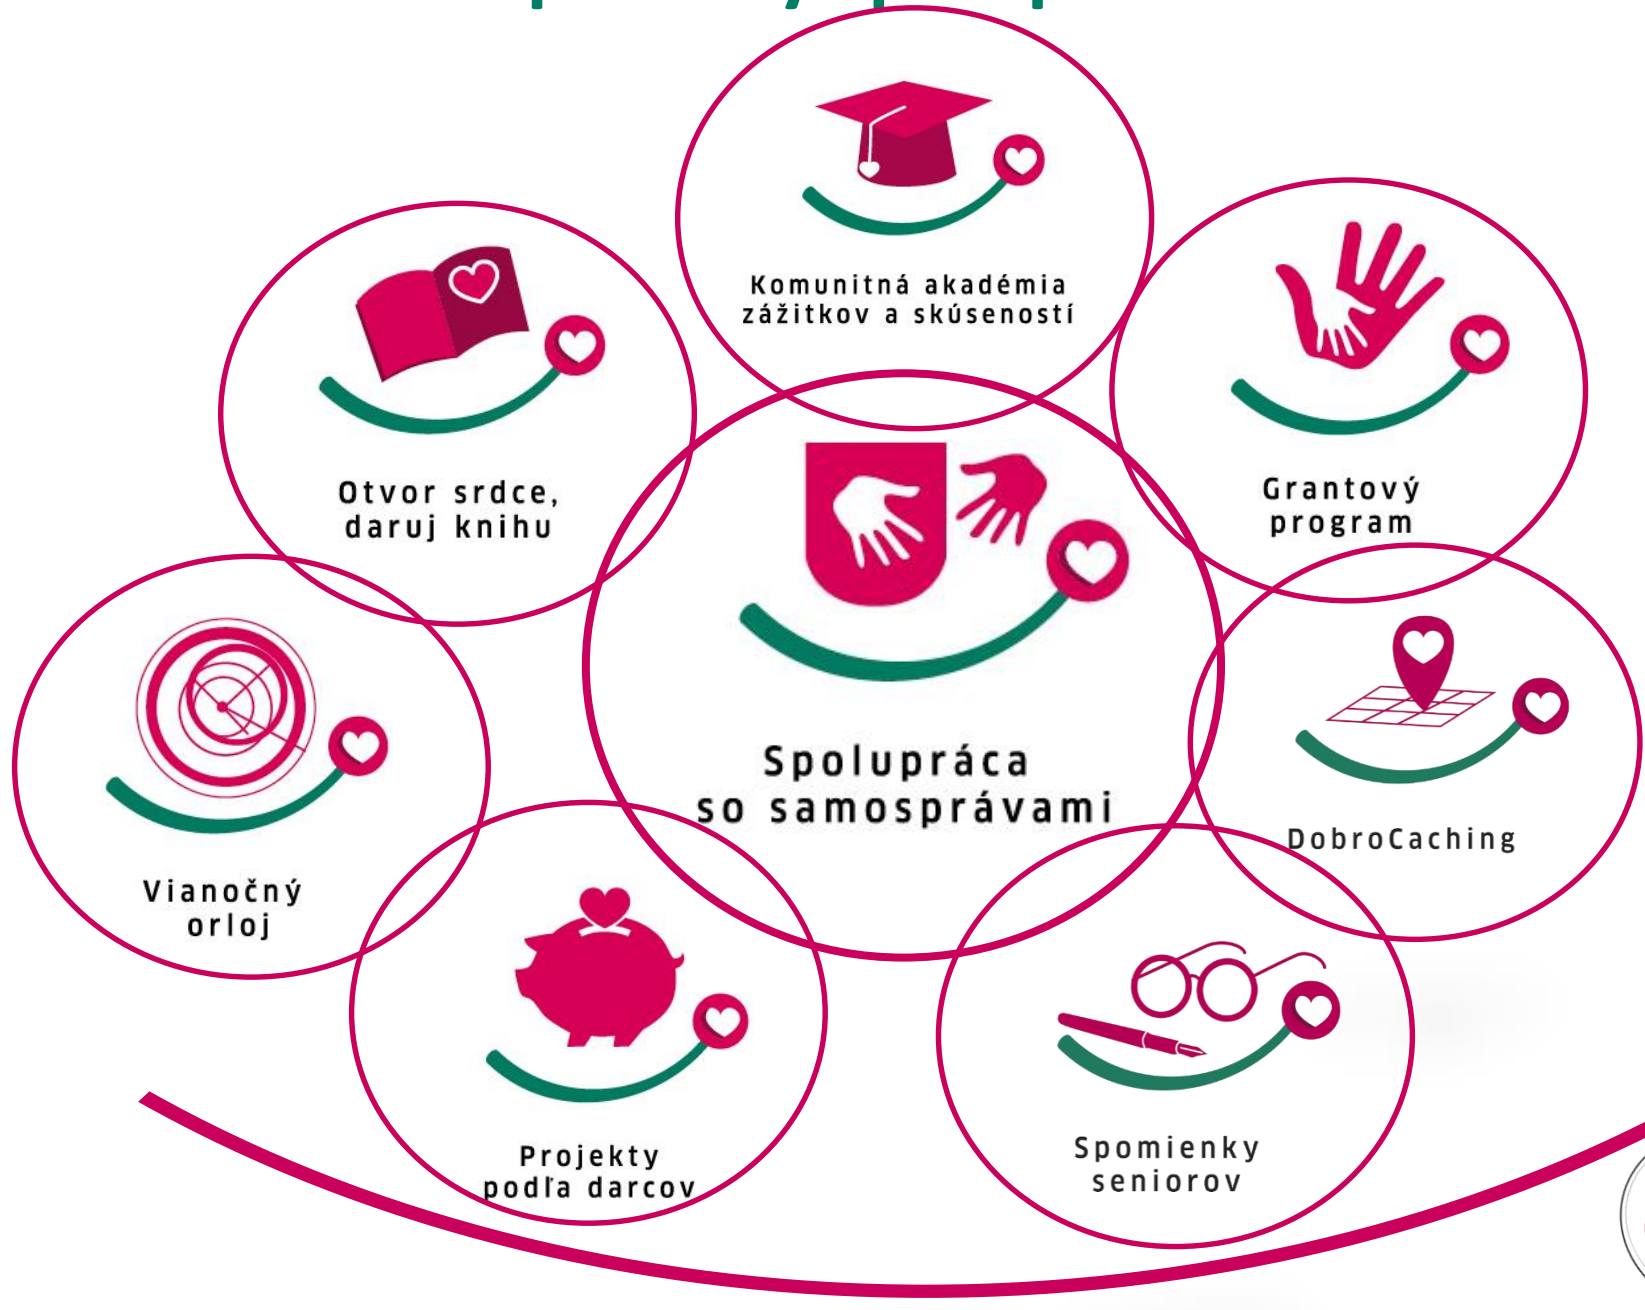 Komunitná akadémia
zážitkov a skúseností
Otvor srdce,
daruj knihu
Grantový
program
Spolupráca
so samosprávami
DobroCaching
Vianočný
orloj
Projekty
podľa darcov
Spomienky
seniorov